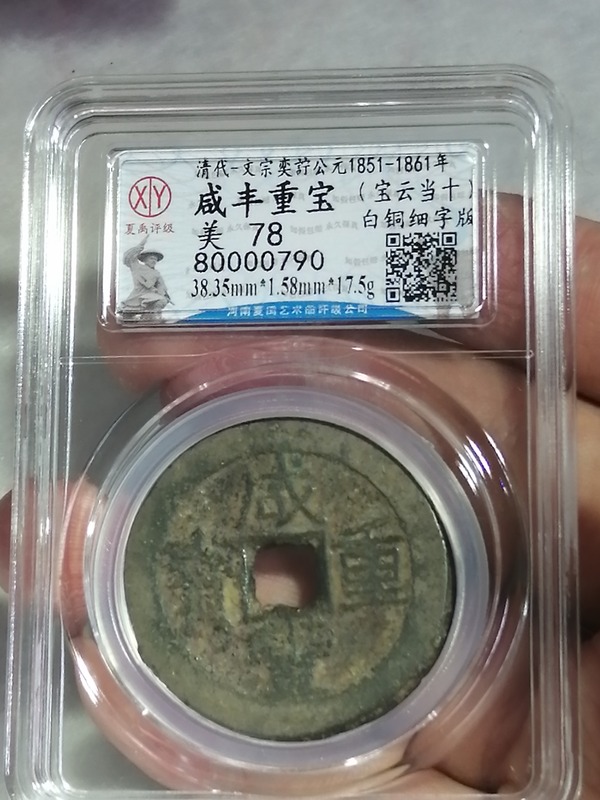 清代-文宗奕詝公元1851-1861年
咸丰重宝
（宝云当十）
白铜细字版
XY
夏禹评级
美 78
80000790
38.35mm*1.58mm*17.5g
河南夏禹艺术品评级公司
咸
重